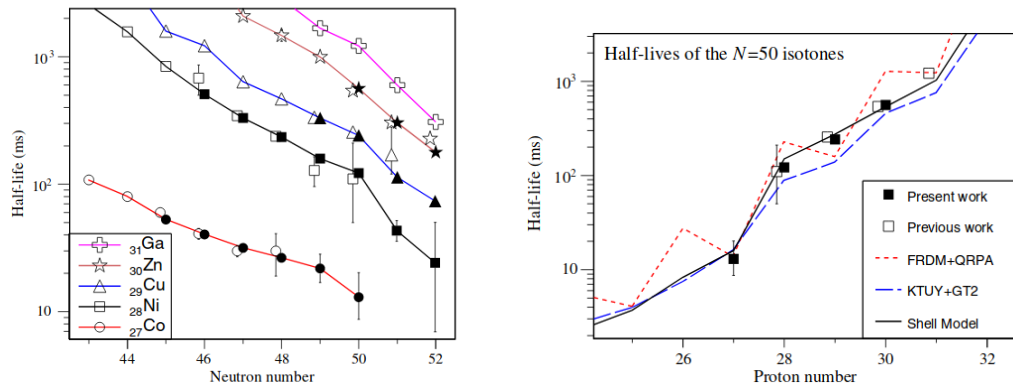 10³
10²
10
Half-life (ms)
₃₁Ga
₃₀Zn
₂₉Cu
₂₈Ni
₂₇Co
44 46 48 50 52
Neutron number
Half-lives of the N=50 isotones
10³
10²
10
Half-life (ms)
Present work
Previous work
FRDM+QRPA
KTUY+GT2
Shell Model
26 28 30 32
Proton number